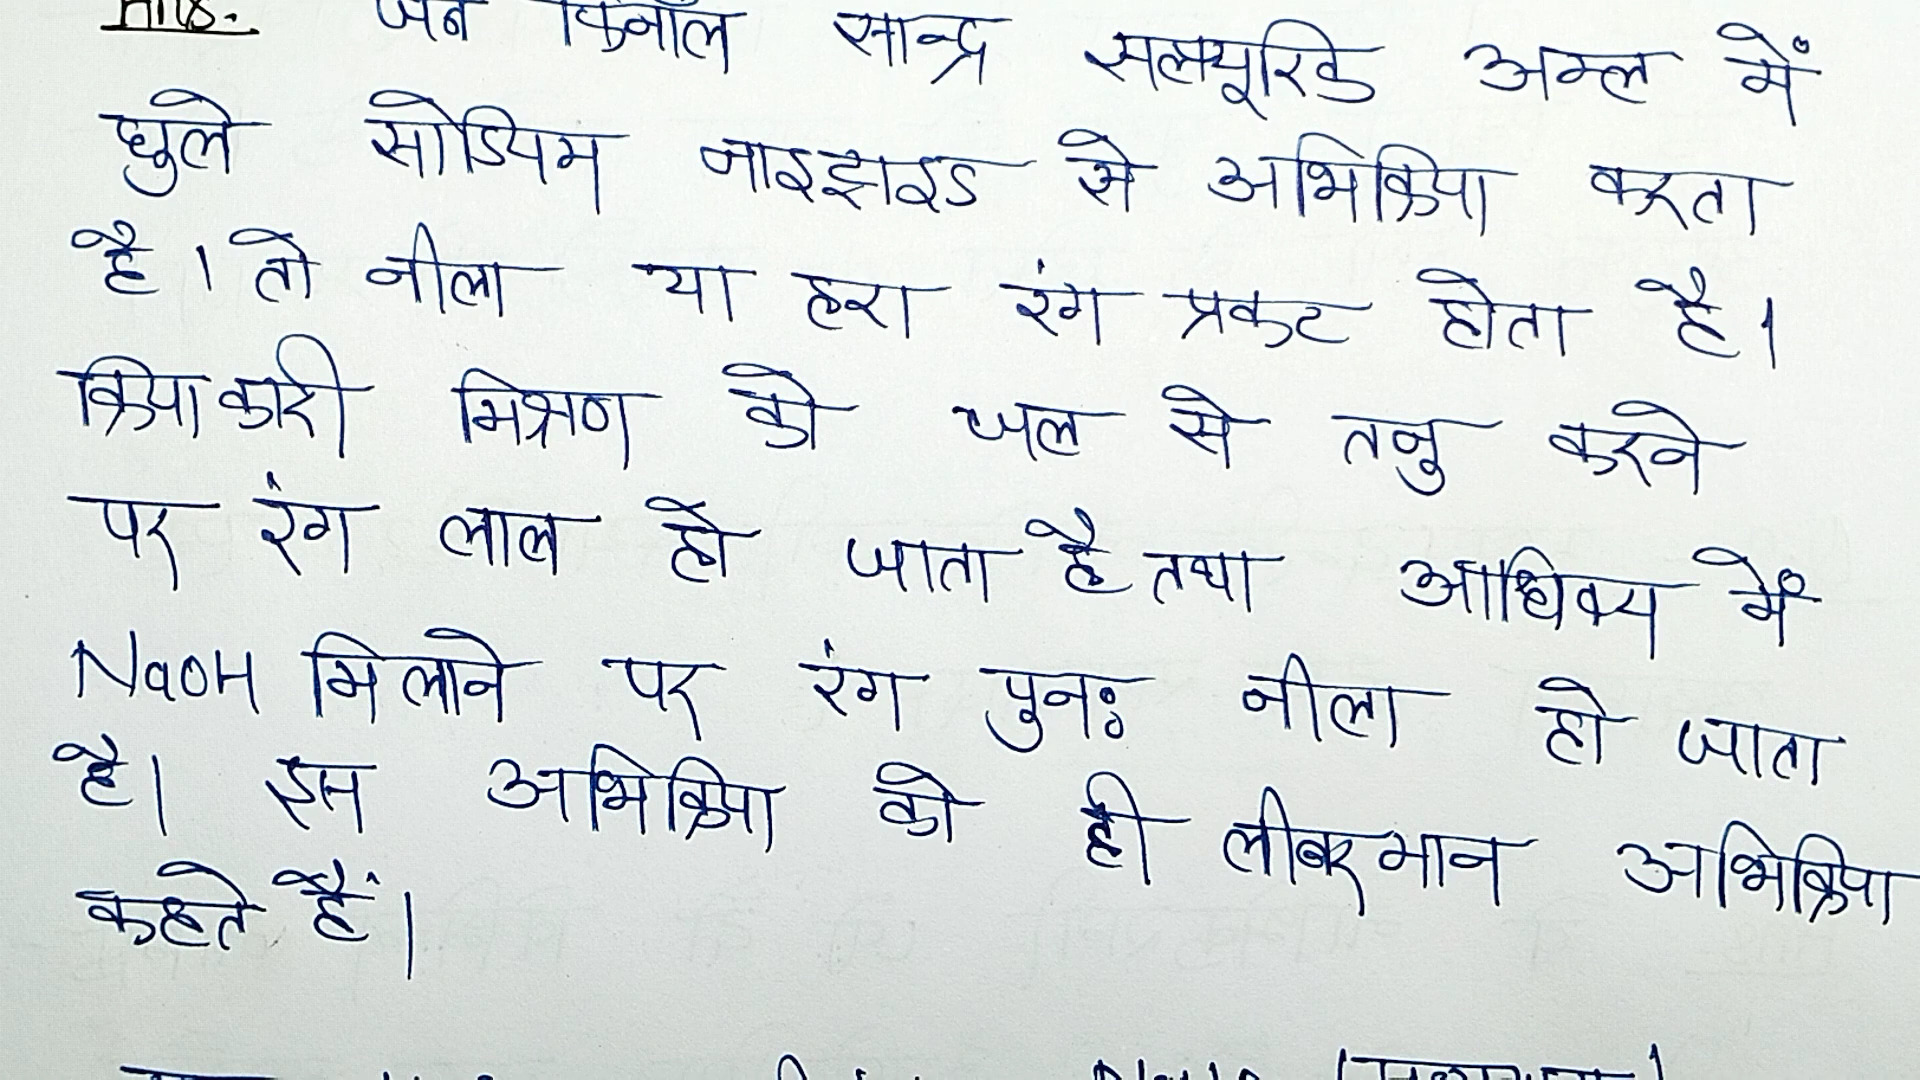 Ans. जब फिनॉल सान्द्र सलफ्यूरिक अम्ल में
घुले सोडियम नाइट्राइट से अभिक्रिया करता
है। तो नीला या हरा रंग प्रकट होता है।
क्रियाकारी मिश्रण को जल से तनु करने
पर रंग लाल हो जाता है तथा आधिक्य में
NaOH मिलाने पर रंग पुनः नीला हो जाता
है। इस अभिक्रिया को ही लीबरमान अभिक्रिया
कहते हैं।